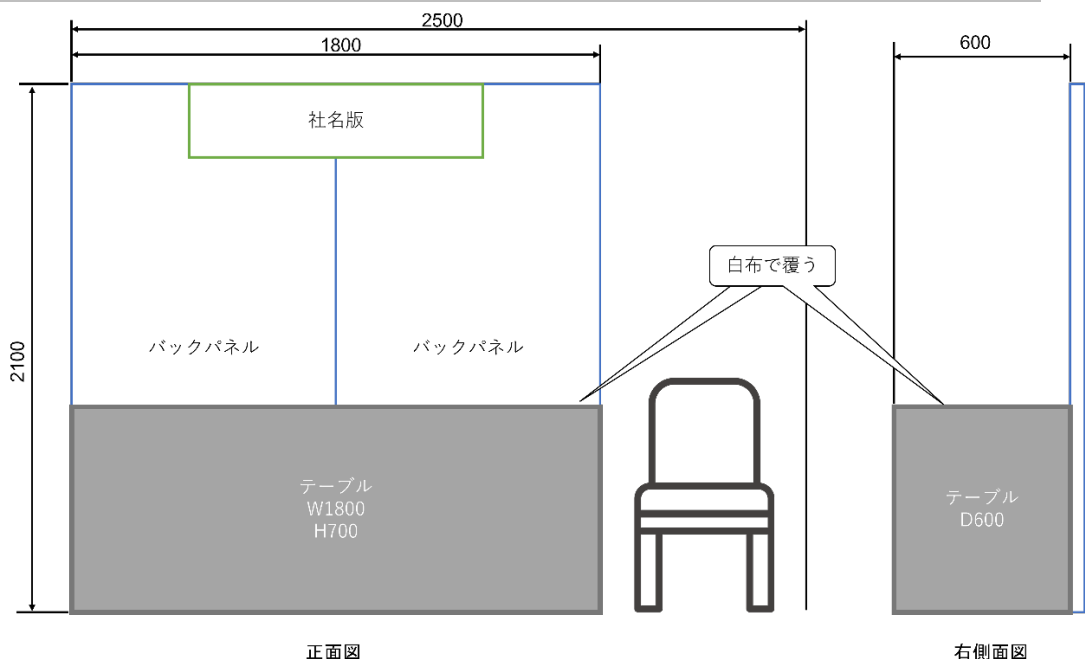 2500
1800
600
社名版
白布で覆う
バックパネル
バックパネル
2100
テーブル
W1800
H700
テーブル
D600
正面図
右側面図